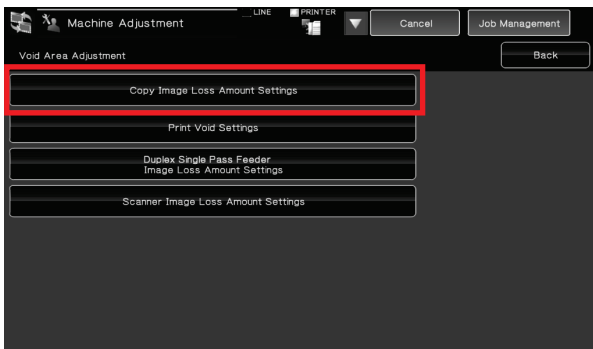 Machine Adjustment
LINE
PRINTER
Cancel
Job Management
Void Area Adjustment
Back
Copy Image Loss Amount Settings
Print Void Settings
Duplex Single Pass Feeder
Image Loss Amount Settings
Scanner Image Loss Amount Settings